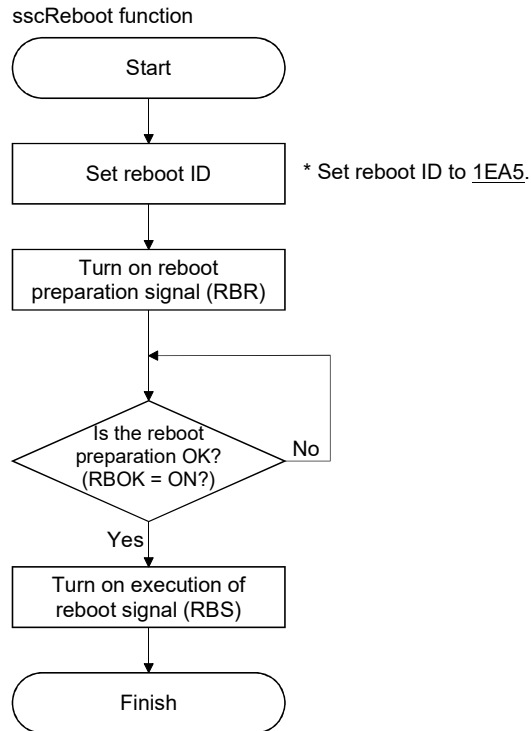 sscReboot function
Start
Set reboot ID
* Set reboot ID to 1EA5.
Turn on reboot
preparation signal (RBR)
Is the reboot
preparation OK?
(RBOK = ON?)
No
Yes
Turn on execution of
reboot signal (RBS)
Finish